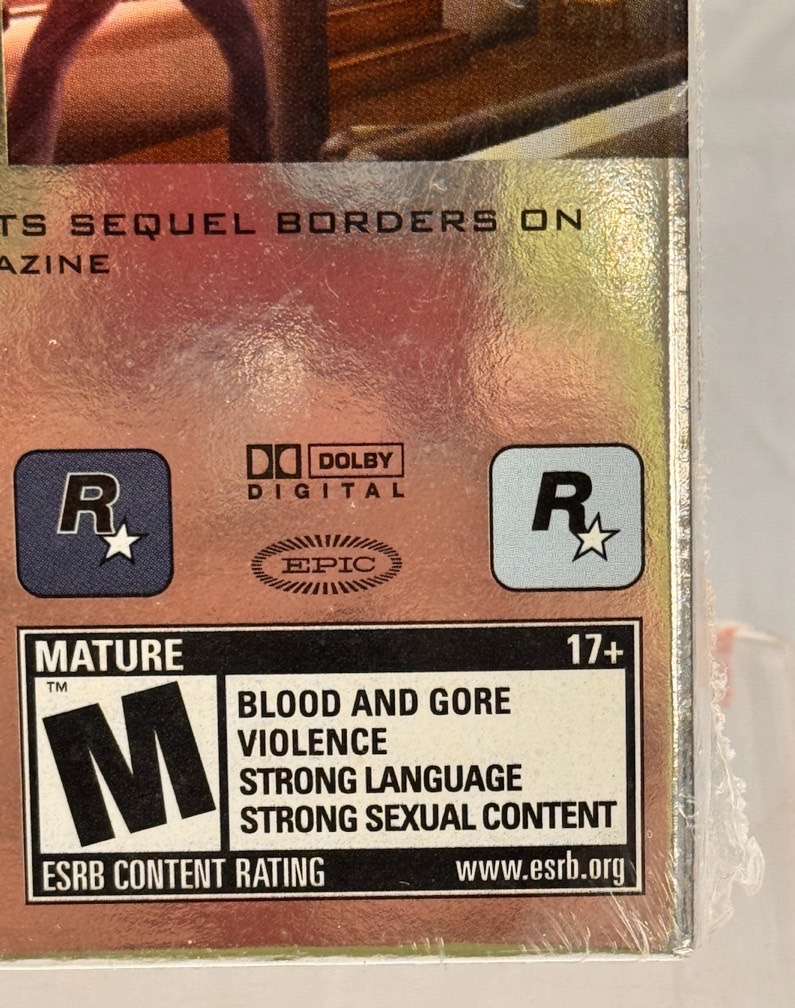 TS SEQUEL BORDERS ON
AZINE
R
DOLBY
DIGITAL
R
EPIC
MATURE 17+
TM
M
BLOOD AND GORE
VIOLENCE
STRONG LANGUAGE
STRONG SEXUAL CONTENT
ESRB CONTENT RATING www.esrb.org